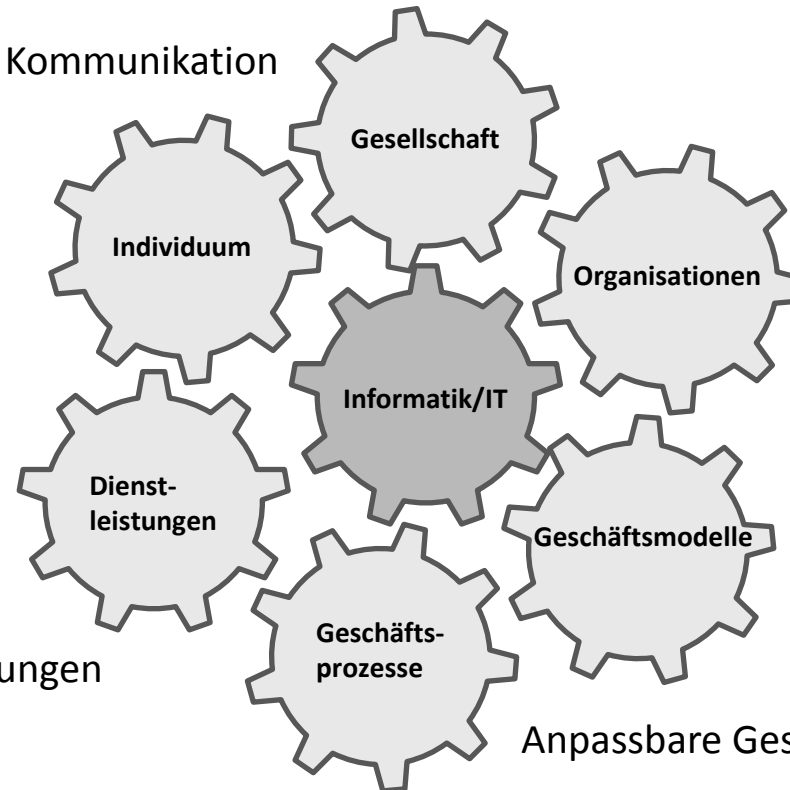 Kommunikation
Gesellschaft
Individuum
Organisationen
Informatik/IT
Dienst-
leistungen
Geschäftsmodelle
Geschäfts-
prozesse
ungen
Anpassbare Ges